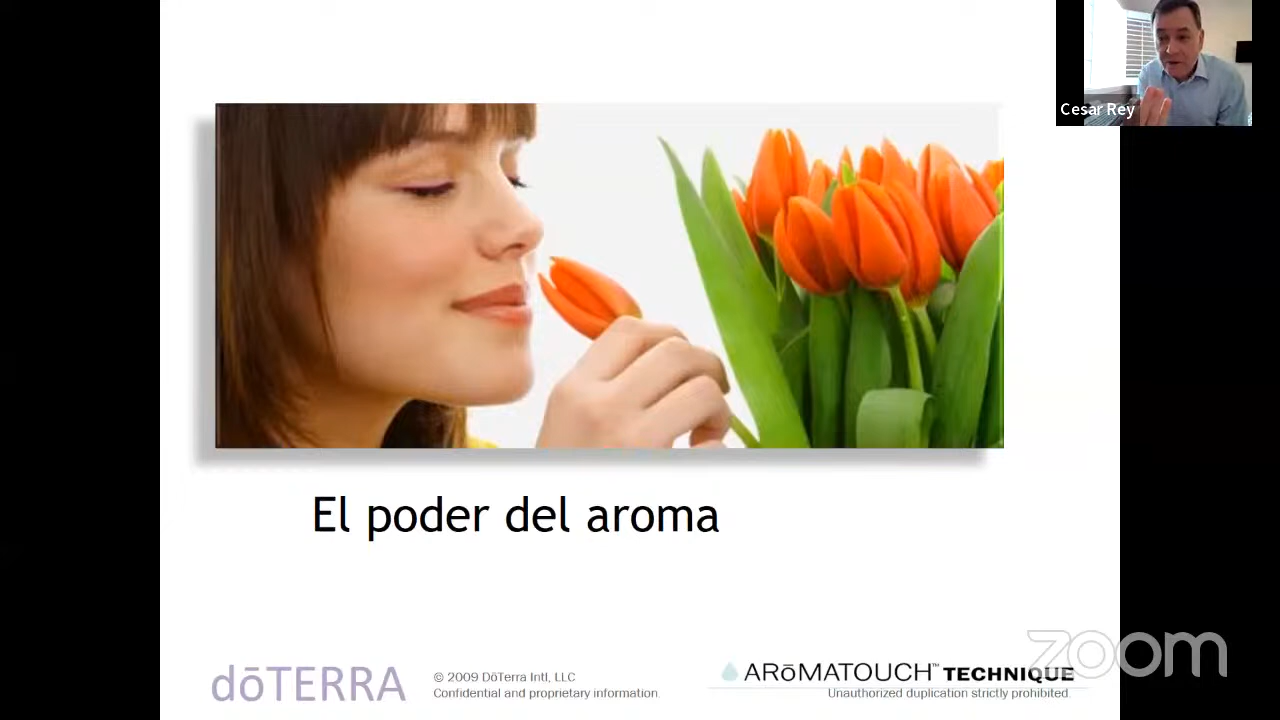 Cesar Rey
El poder del aroma
dōTERRA
© 2009 DōTerra Intl, LLC
Confidential and proprietary information.
ARōMATOUCH™ TECHNIQUE
Unauthorized duplication strictly prohibited.
zoom